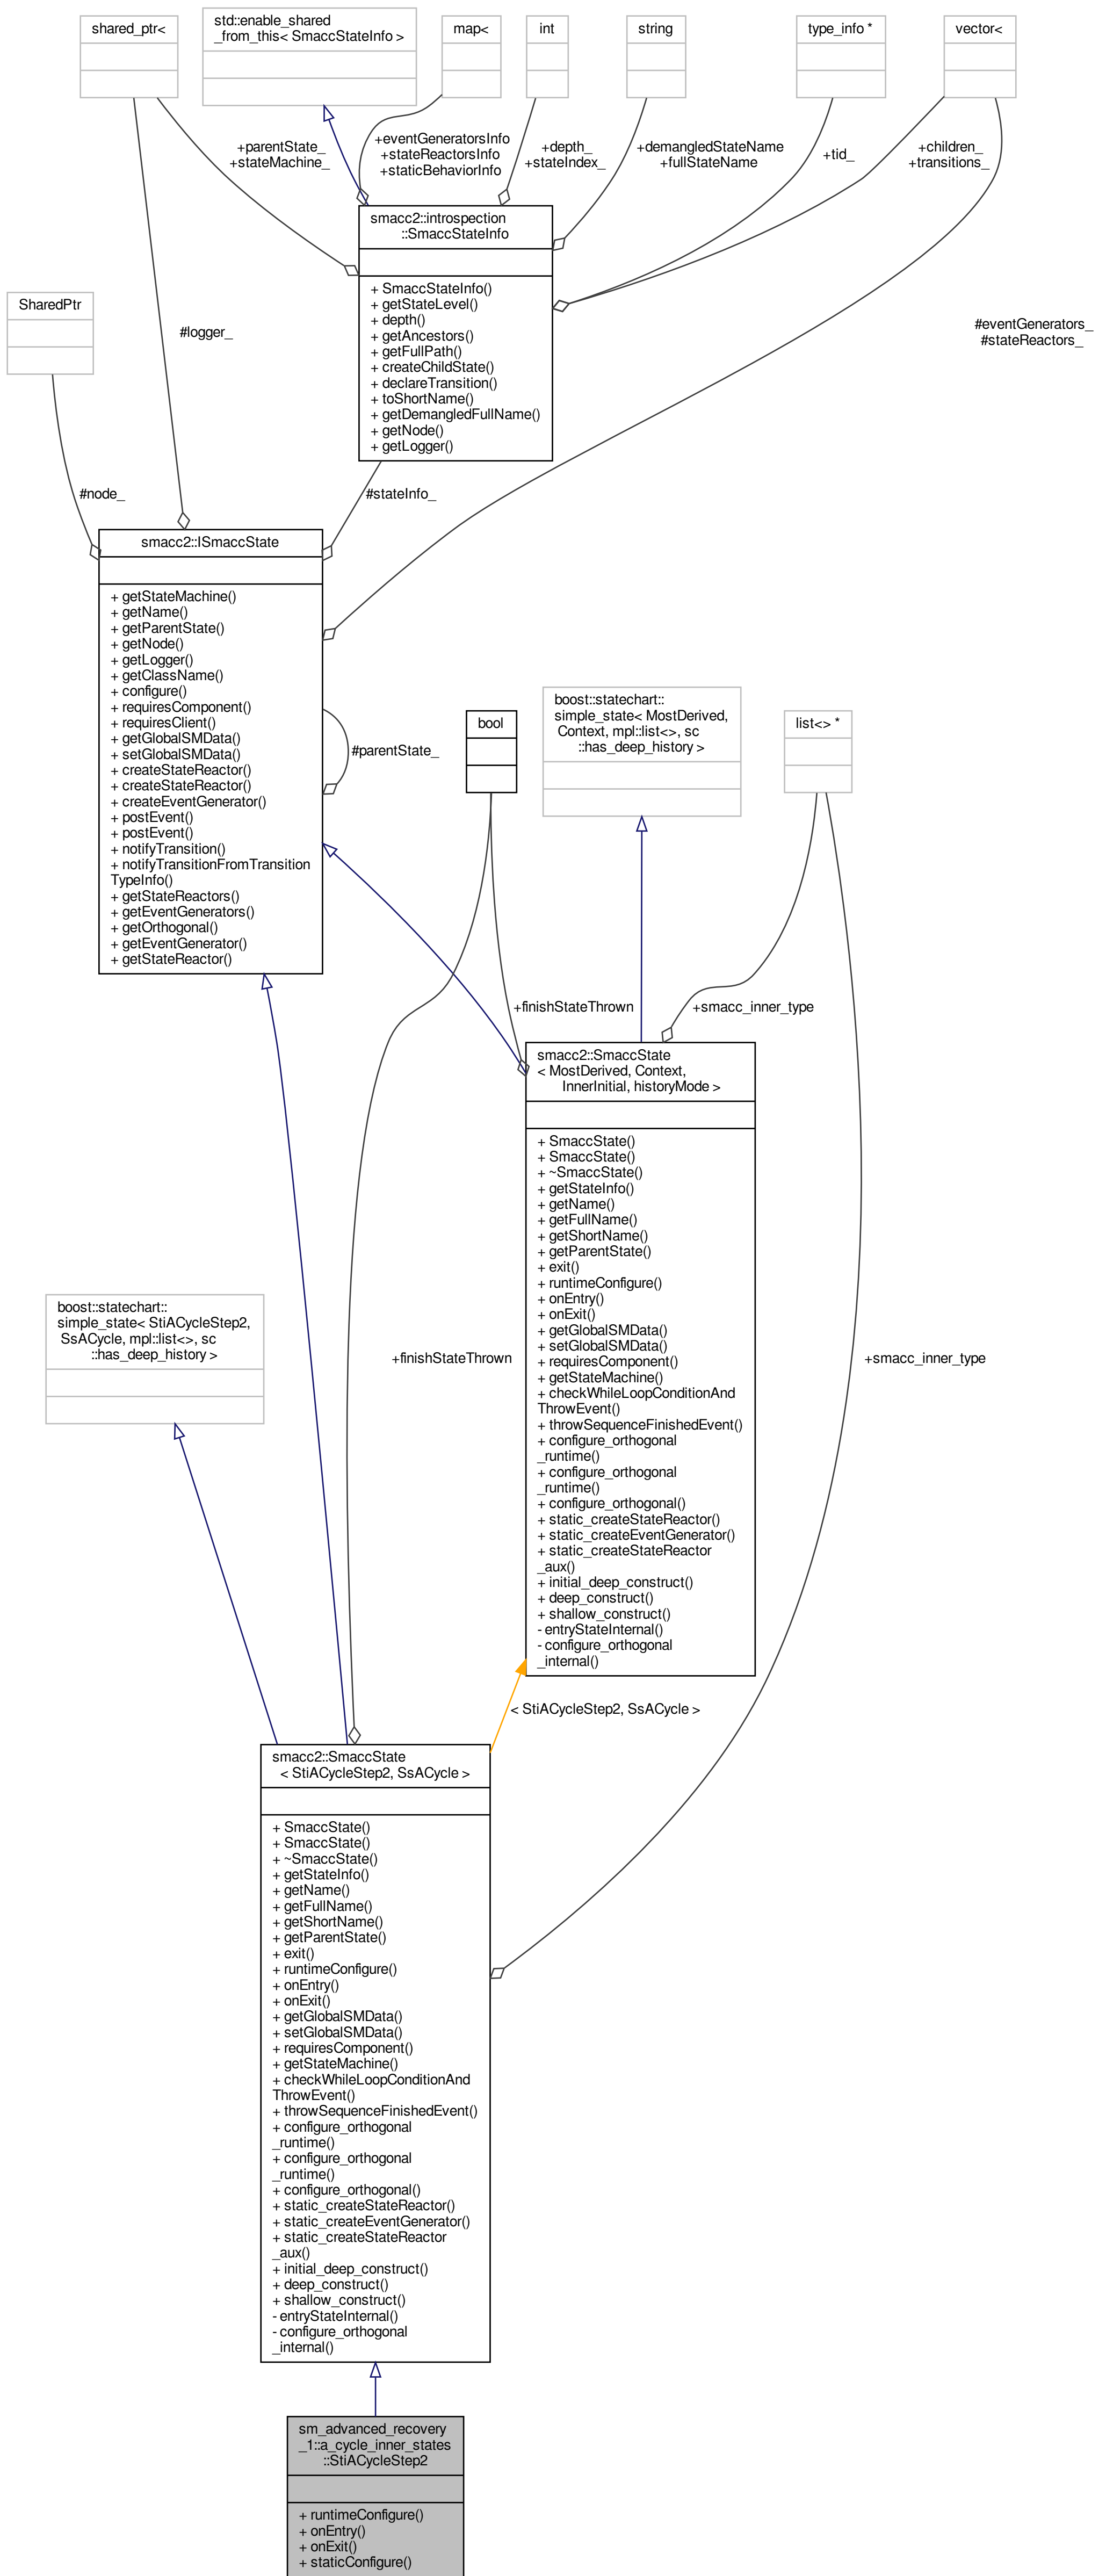 shared_ptr<
std::enable_shared
_from_this< SmaccStateInfo >
map<
int
string
type_info *
vector<
+parentState_
+stateMachine_
+eventGeneratorsInfo
+stateReactorsInfo
+staticBehaviorInfo
+depth_
+stateIndex_
+demangledStateName
+fullStateName
+tid_
+children_
+transitions_
smacc2::introspection
::SmaccStateInfo
+ SmaccStateInfo()
+ getStateLevel()
+ depth()
+ getAncestors()
+ getFullPath()
+ createChildState()
+ declareTransition()
+ toShortName()
+ getDemangledFullName()
+ getNode()
+ getLogger()
SharedPtr
#logger_
#eventGenerators_
#stateReactors_
#node_
#stateInfo_
smacc2::ISmaccState
+ getStateMachine()
+ getName()
+ getParentState()
+ getNode()
+ getLogger()
+ getClassName()
+ configure()
+ requiresComponent()
+ requiresClient()
+ getGlobalSMData()
+ setGlobalSMData()
+ createStateReactor()
+ createStateReactor()
+ createEventGenerator()
+ postEvent()
+ postEvent()
+ notifyTransition()
+ notifyTransitionFromTransition
TypeInfo()
+ getStateReactors()
+ getEventGenerators()
+ getOrthogonal()
+ getEventGenerator()
+ getStateReactor()
#parentState_
bool
boost::statechart::
simple_state< MostDerived,
Context, mpl::list<>, sc
::has_deep_history >
list<> *
+finishStateThrown
+smacc_inner_type
smacc2::SmaccState
< MostDerived, Context,
InnerInitial, historyMode >
+ SmaccState()
+ SmaccState()
+ ~SmaccState()
+ getStateInfo()
+ getName()
+ getFullName()
+ getShortName()
+ getParentState()
+ exit()
+ runtimeConfigure()
+ onEntry()
+ onExit()
+ getGlobalSMData()
+ setGlobalSMData()
+ requiresComponent()
+ getStateMachine()
+ checkWhileLoopConditionAnd
ThrowEvent()
+ throwSequenceFinishedEvent()
+ configure_orthogonal
_runtime()
+ configure_orthogonal
_runtime()
+ configure_orthogonal()
+ static_createStateReactor()
+ static_createEventGenerator()
+ static_createStateReactor
_aux()
+ initial_deep_construct()
+ deep_construct()
+ shallow_construct()
- entryStateInternal()
- configure_orthogonal
_internal()
boost::statechart::
simple_state< StiACycleStep2,
SsACycle, mpl::list<>, sc
::has_deep_history >
+finishStateThrown
+smacc_inner_type
< StiACycleStep2, SsACycle >
smacc2::SmaccState
< StiACycleStep2, SsACycle >
+ SmaccState()
+ SmaccState()
+ ~SmaccState()
+ getStateInfo()
+ getName()
+ getFullName()
+ getShortName()
+ getParentState()
+ exit()
+ runtimeConfigure()
+ onEntry()
+ onExit()
+ getGlobalSMData()
+ setGlobalSMData()
+ requiresComponent()
+ getStateMachine()
+ checkWhileLoopConditionAnd
ThrowEvent()
+ throwSequenceFinishedEvent()
+ configure_orthogonal
_runtime()
+ configure_orthogonal
_runtime()
+ configure_orthogonal()
+ static_createStateReactor()
+ static_createEventGenerator()
+ static_createStateReactor
_aux()
+ initial_deep_construct()
+ deep_construct()
+ shallow_construct()
- entryStateInternal()
- configure_orthogonal
_internal()
sm_advanced_recovery
_1::a_cycle_inner_states
::StiACycleStep2
+ runtimeConfigure()
+ onEntry()
+ onExit()
+ staticConfigure()